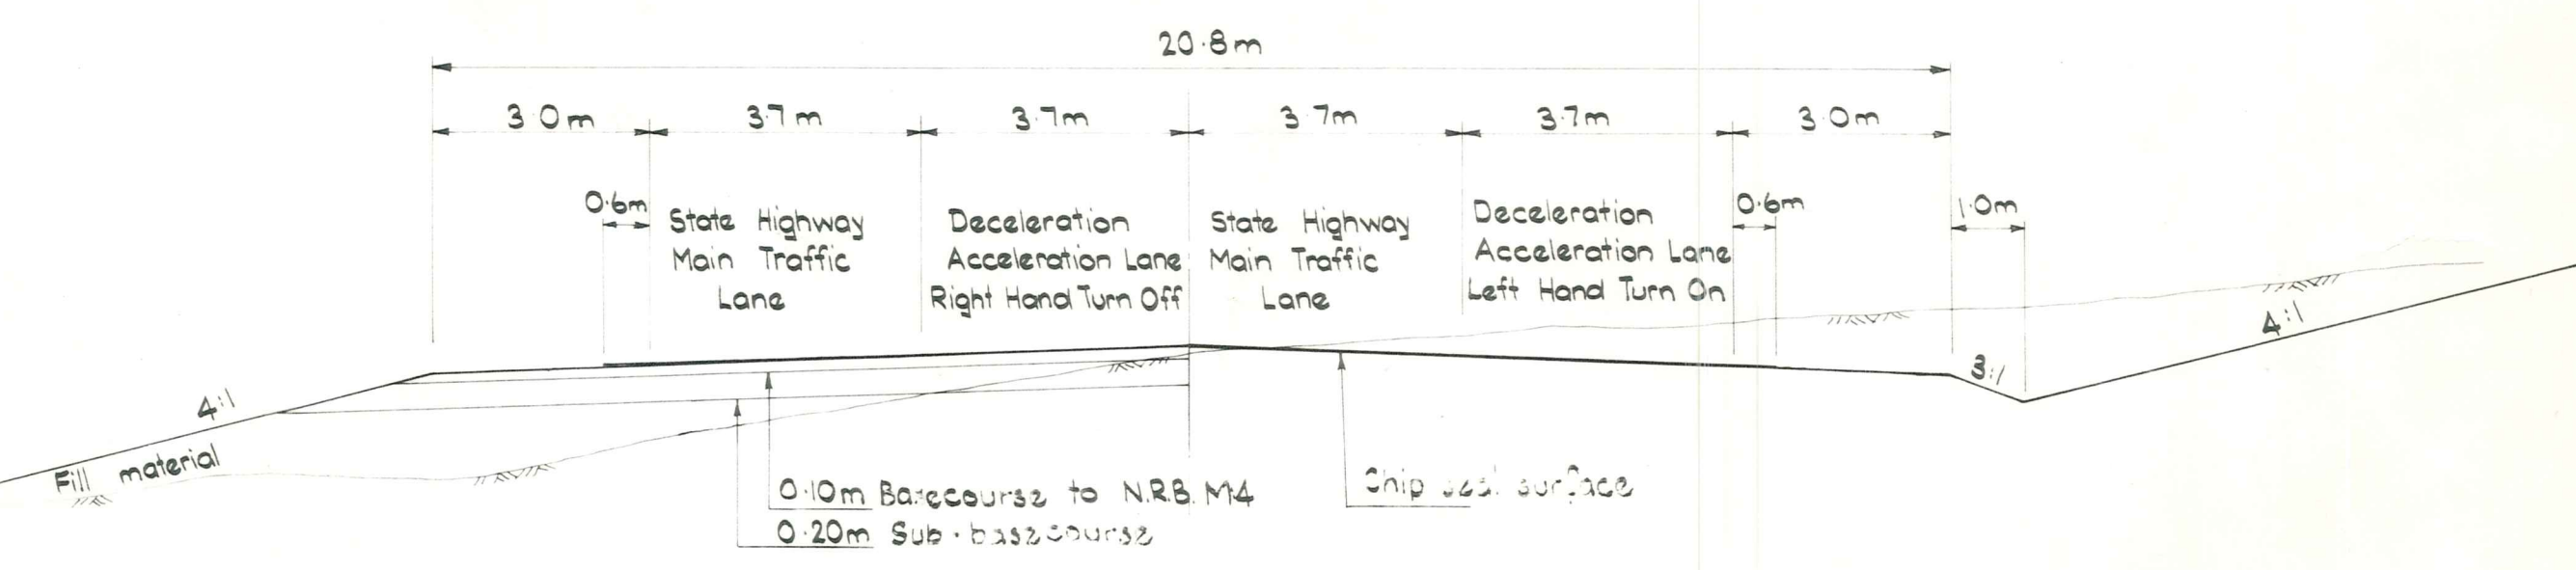 20.8m
3.0m 3.7m 3.7m 3.7m 3.7m 3.0m
0.6m
State Highway
Main Traffic
Lane
Deceleration
Acceleration Lane
Right Hand Turn Off
State Highway
Main Traffic
Lane
Deceleration
Acceleration Lane
Left Hand Turn On
0.6m
1.0m
4:1
Fill material
3:1
4:1
0.10m Basecourse to N.R.B. M4
0.20m Sub-basecourse
Chip seal surface